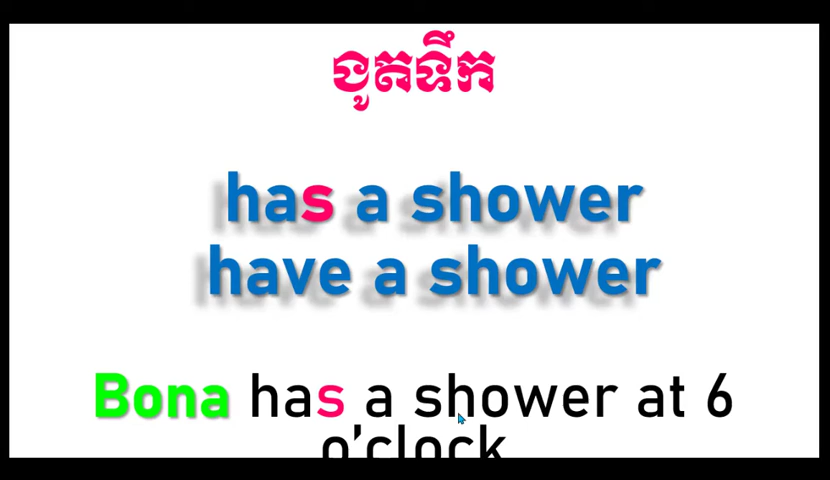 ងូតទឹក
has a shower
have a shower
Bona has a shower at 6
o'clock